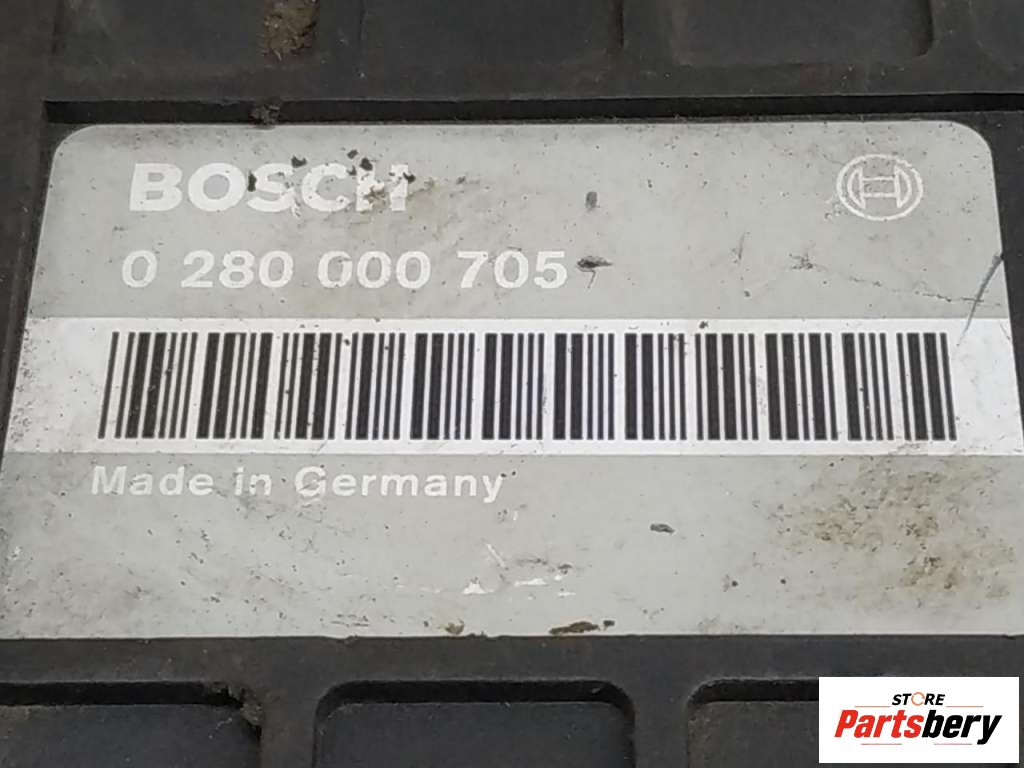 BOSCH
0 280 000 705
Made in Germany
STORE
Partsbery